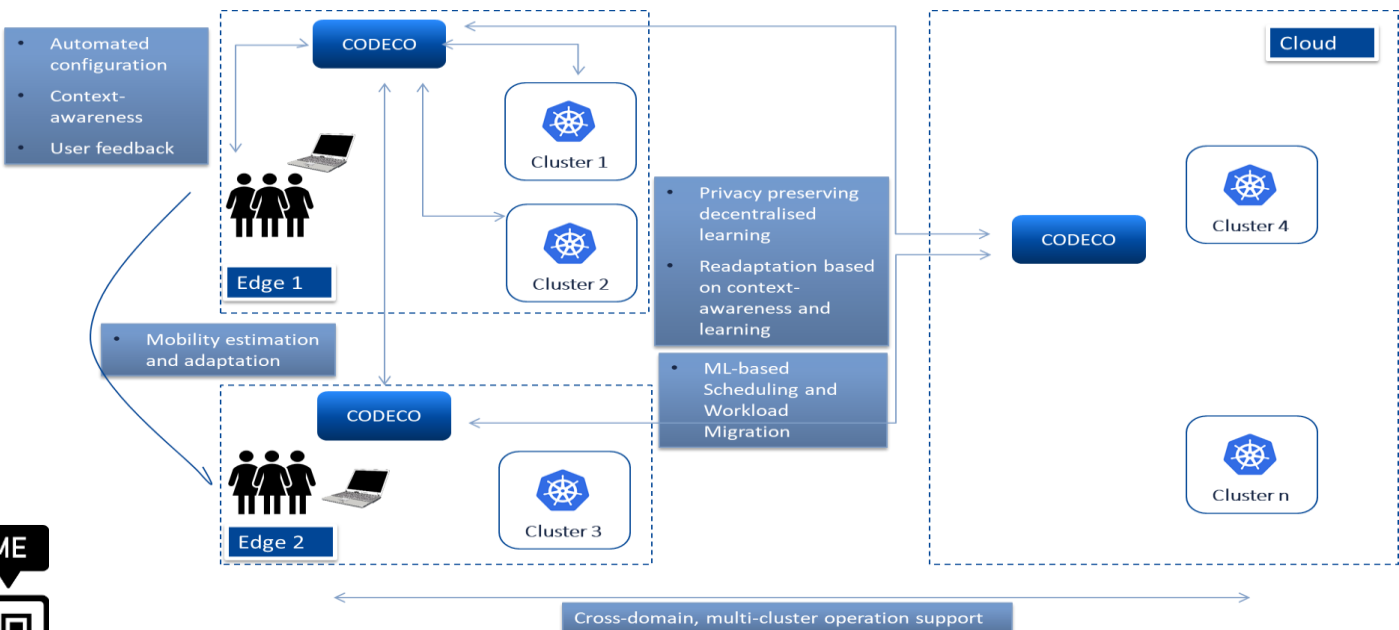 Automated
configuration
Context-
awareness
User feedback
CODECO
Cluster 1
Cluster 2
Edge 1
Mobility estimation
and adaptation
CODECO
Cluster 3
Edge 2
Privacy preserving
decentralised
learning
Readaptation based
on context-
awareness and
learning
ML-based
Scheduling and
Workload
Migration
Cloud
CODECO
Cluster 4
Cluster n
Cross-domain, multi-cluster operation support